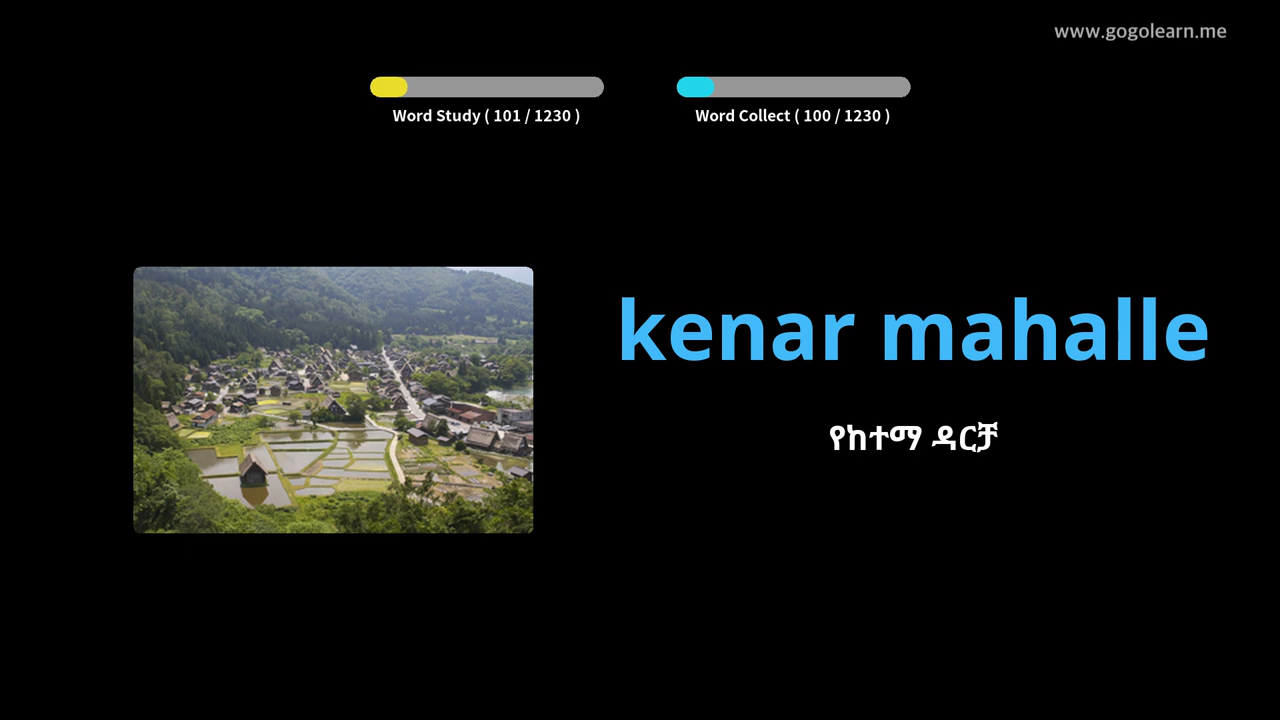 www.gogolearn.me
Word Study ( 101 / 1230 )
Word Collect ( 100 / 1230 )
kenar mahalle
የከተማ ዳርቻ